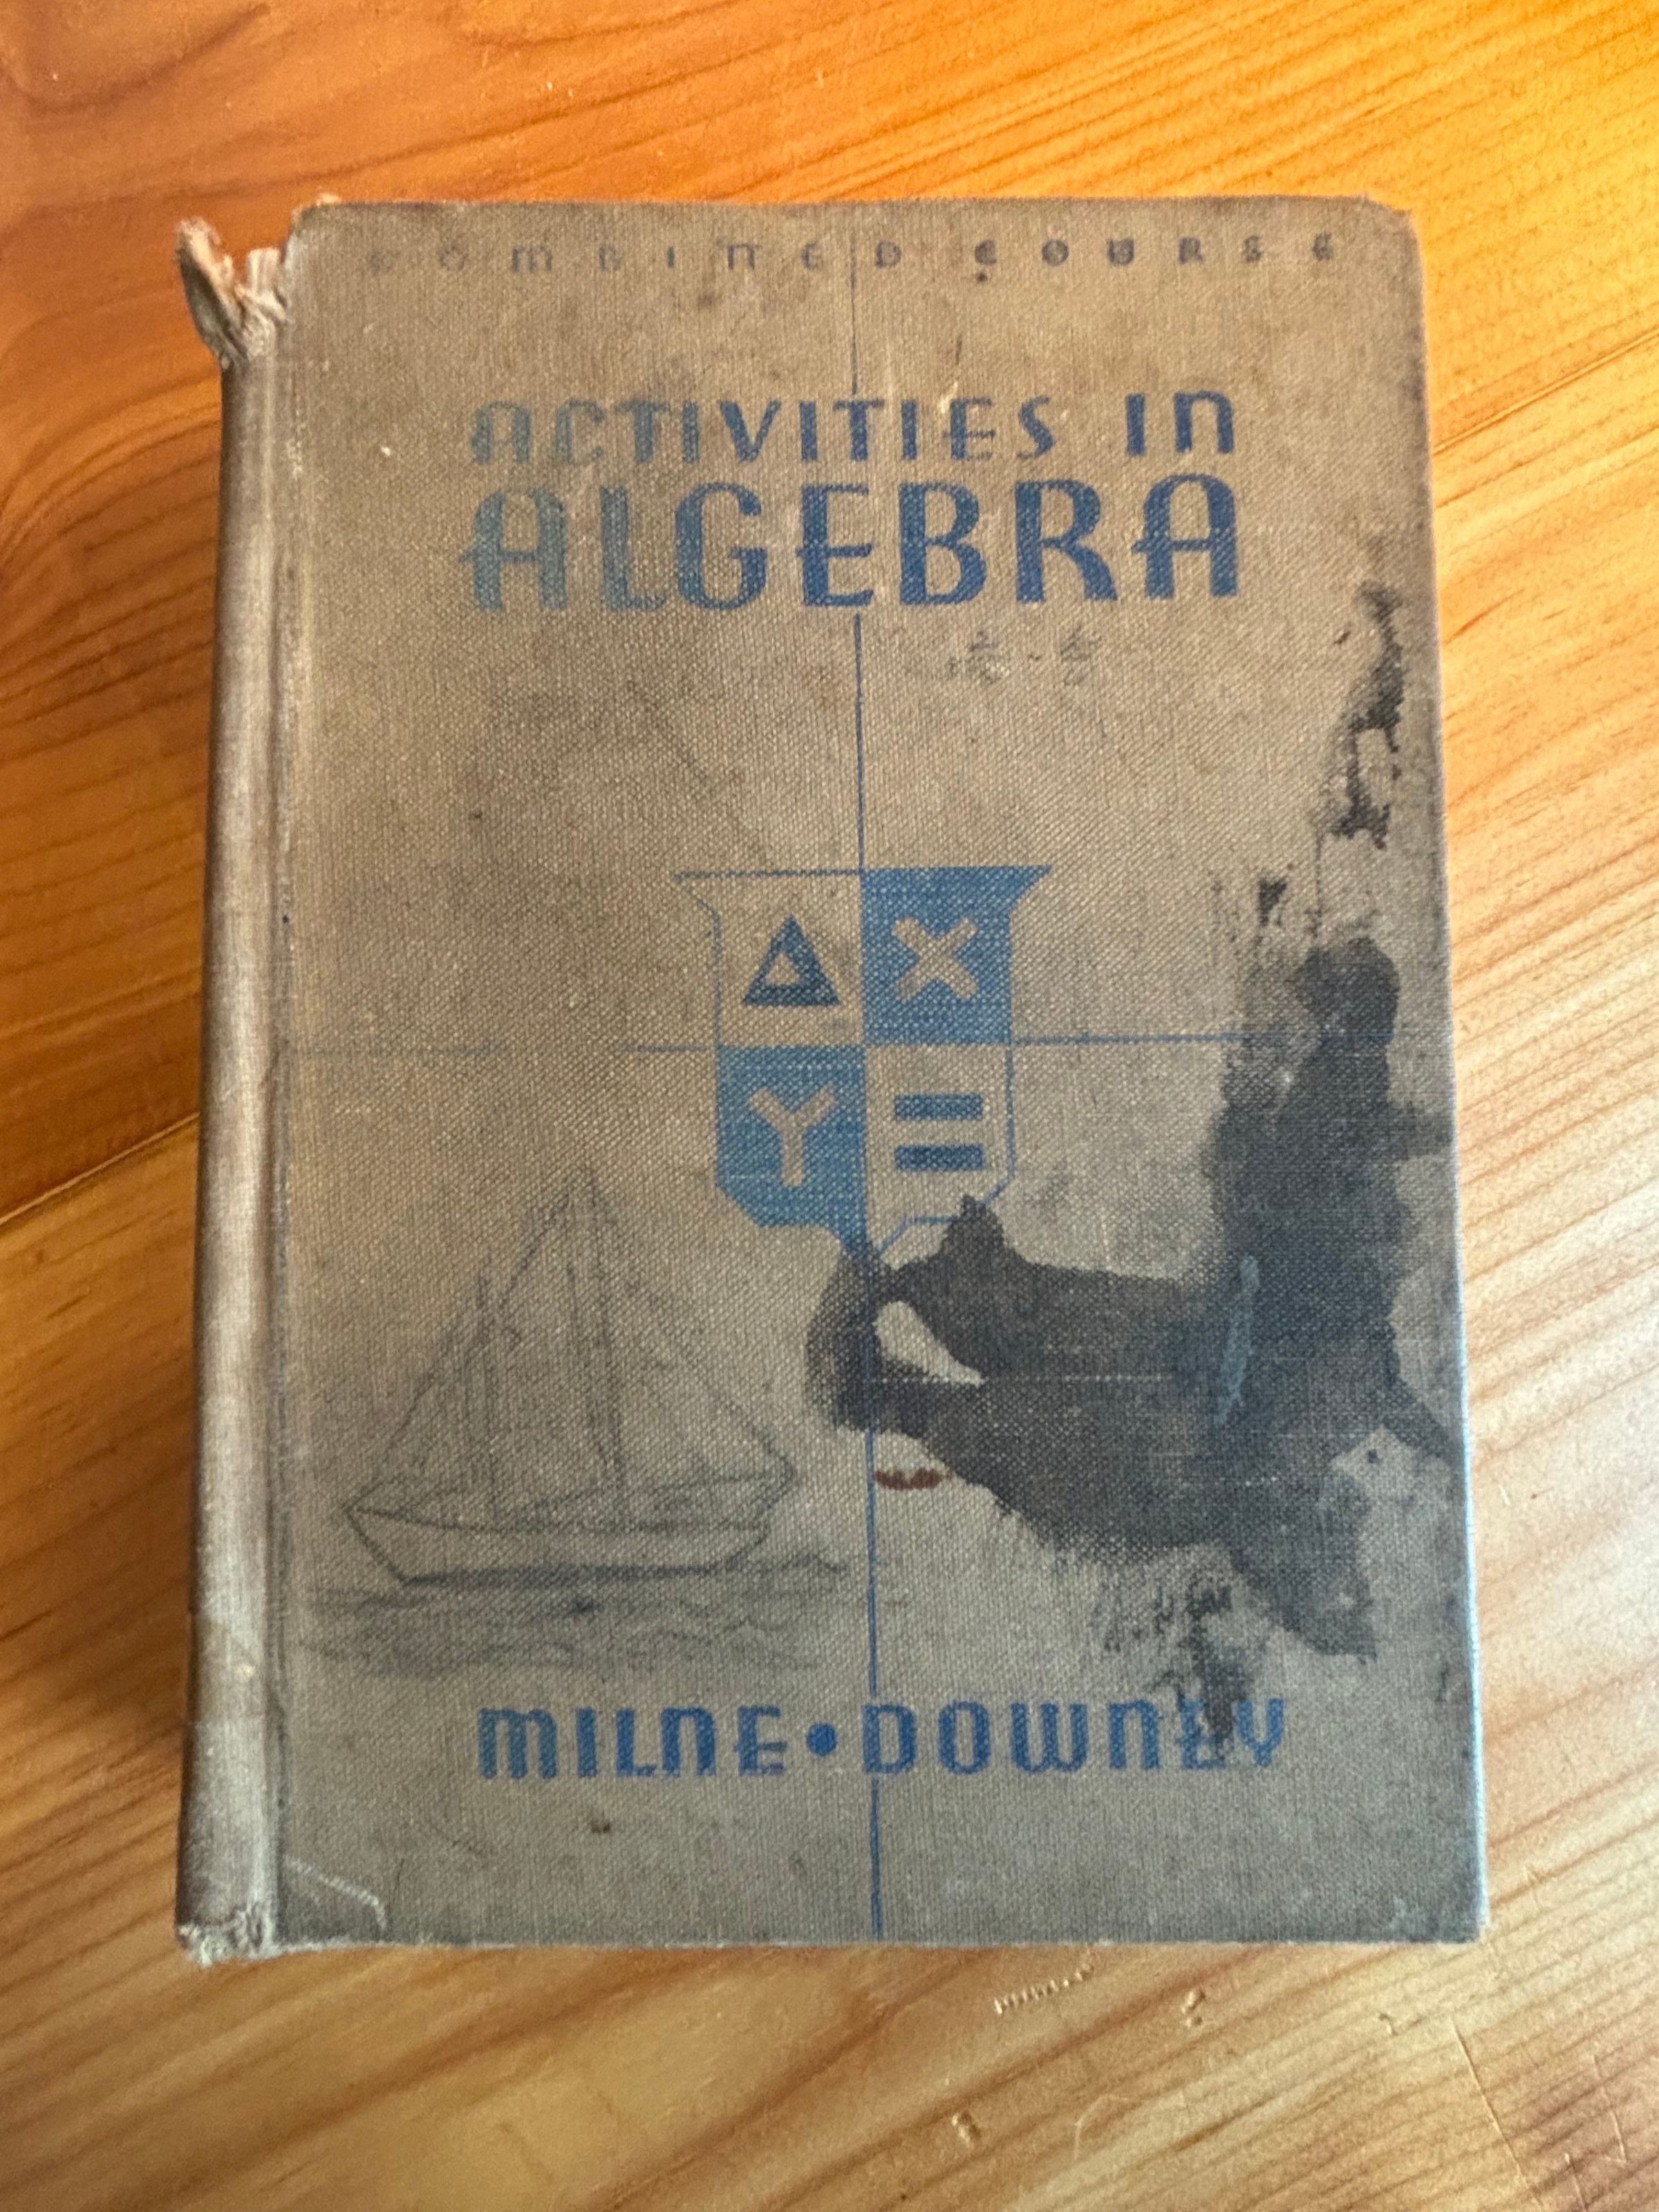 COMBINED COURSE
ACTIVITIES IN
ALGEBRA
X
Y =
MILNE • DOWNEY